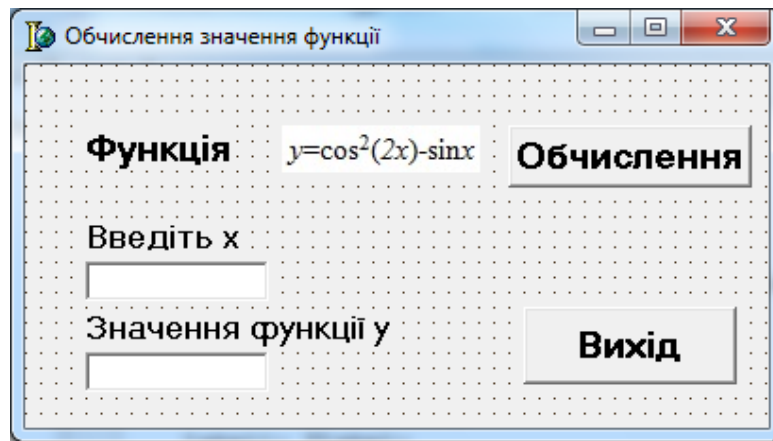 Обчислення значення функції
Функція
y=cos²(2x)-sinx
Обчислення
Введіть х
Значення функції у
Вихід